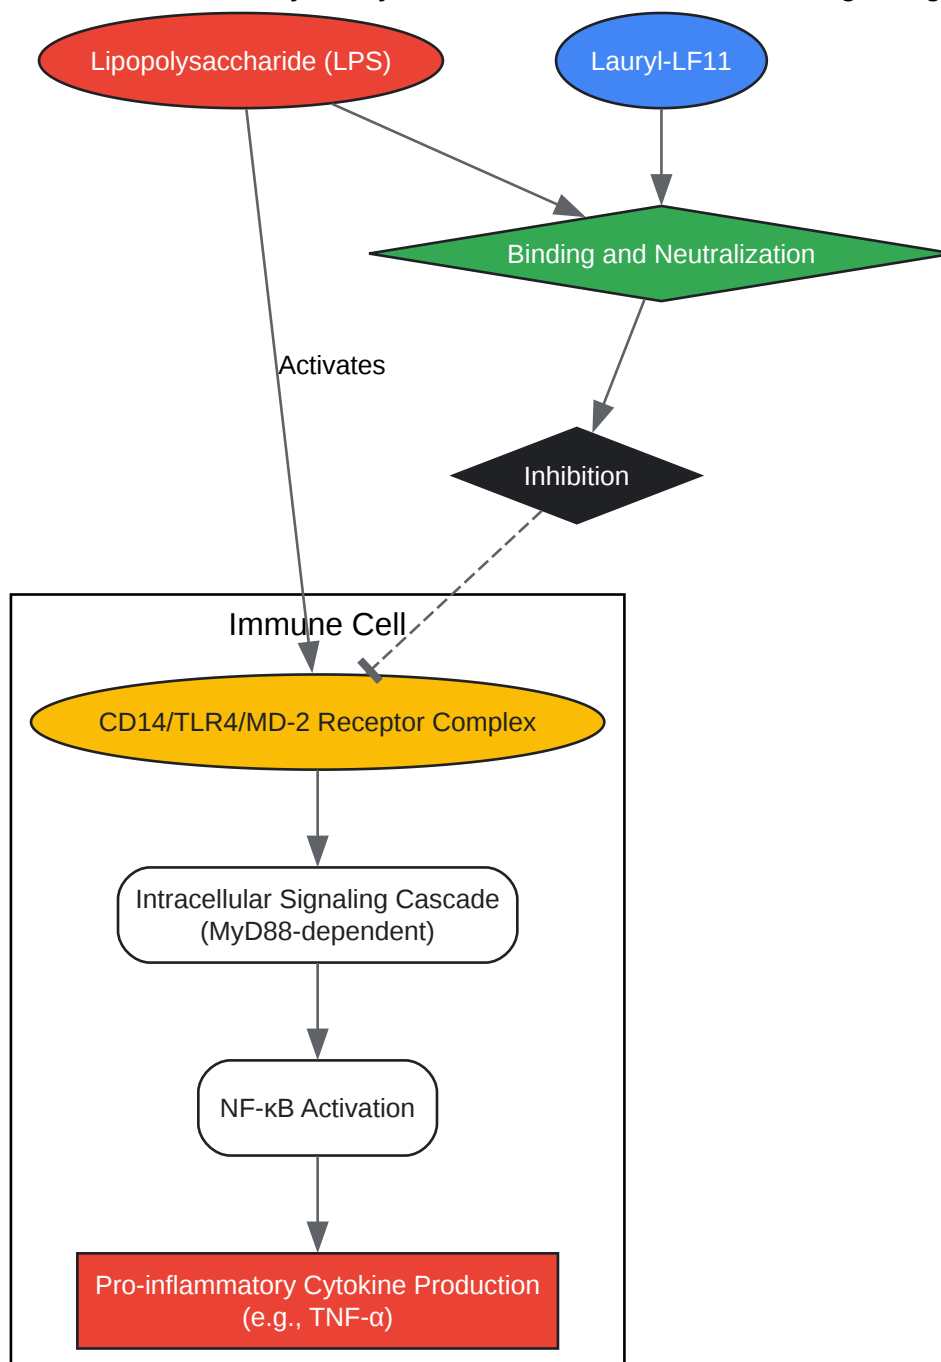 Lipopolysaccharide (LPS)
Lauryl-LF11
Binding and Neutralization
Activates
Inhibition
Immune Cell
CD14/TLR4/MD-2 Receptor Complex
Intracellular Signaling Cascade
(MyD88-dependent)
NF-κB Activation
Pro-inflammatory Cytokine Production
(e.g., TNF-α)